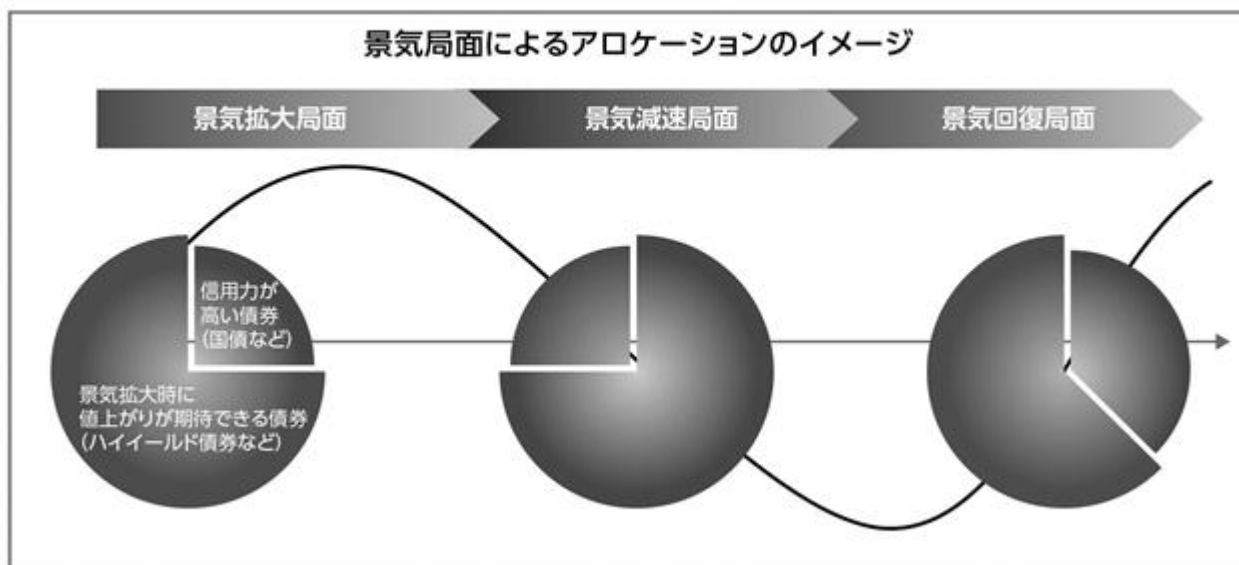 景気局面によるアロケーションのイメージ
景気拡大局面
景気減速局面
景気回復局面
信用力が
高い債券
(国債など)
景気拡大時に
値上がりが期待できる債券
(ハイイールド債券など)